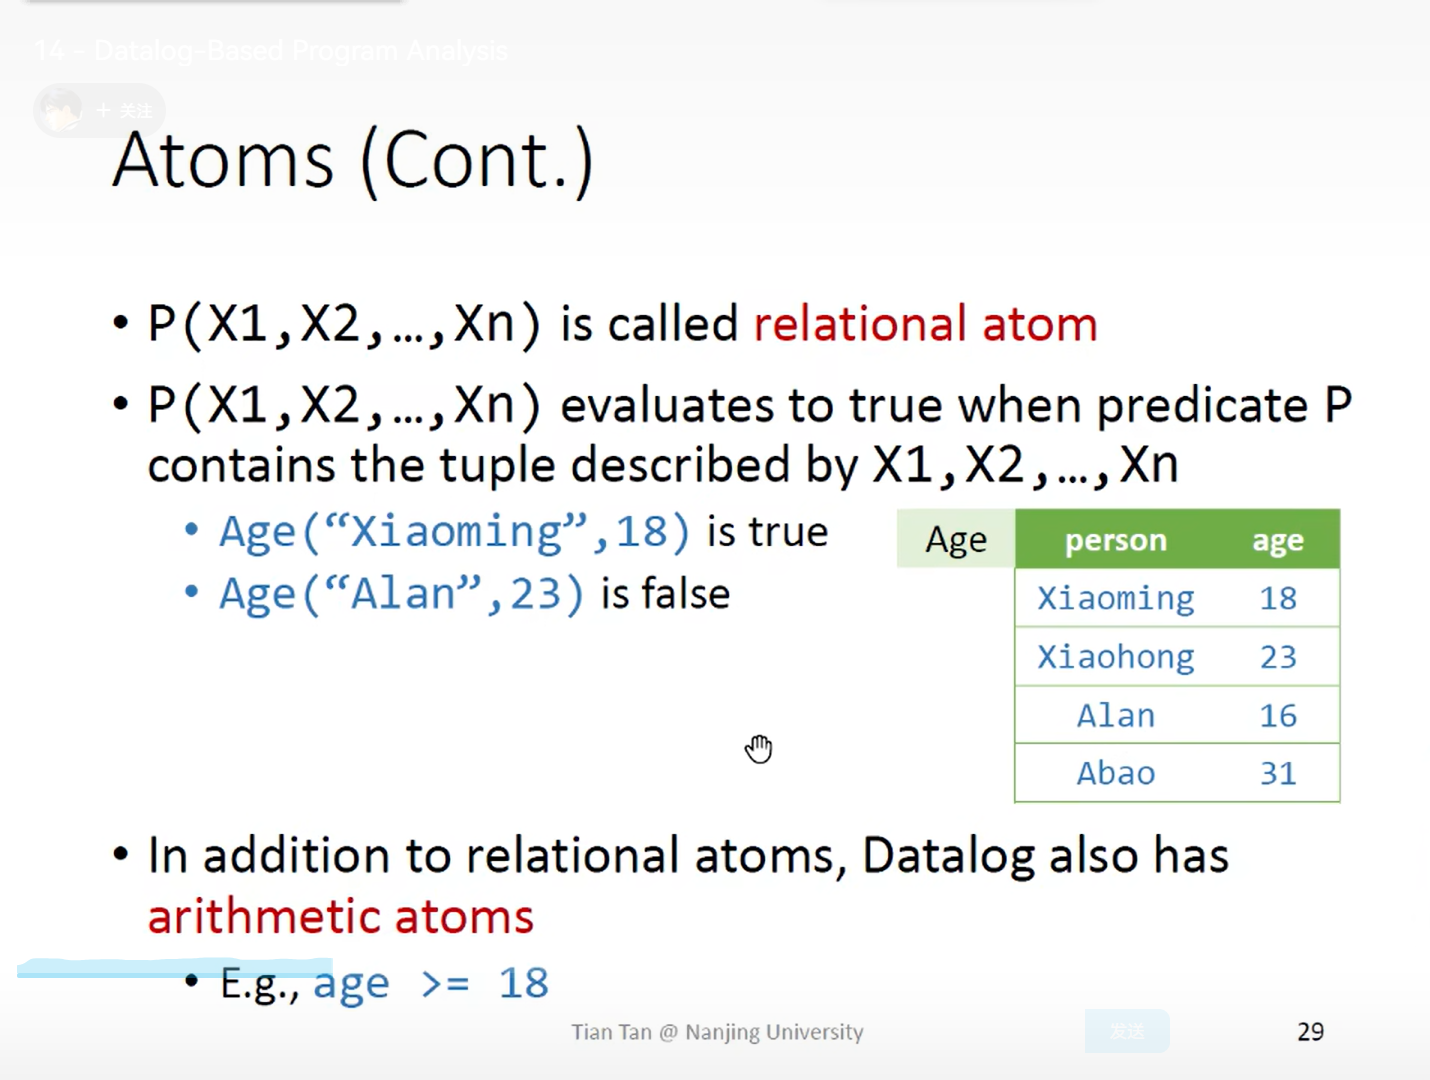 14 - Datalog-Based Program Analysis
+ 关注
Atoms (Cont.)
• P(X1,X2,…,Xn) is called relational atom
• P(X1,X2,…,Xn) evaluates to true when predicate P
contains the tuple described by X1,X2,…,Xn
• Age(“Xiaoming”,18) is true
• Age(“Alan”,23) is false
Age person age
Xiaoming 18
Xiaohong 23
Alan 16
Abao 31
• In addition to relational atoms, Datalog also has
arithmetic atoms
• E.g., age >= 18
Tian Tan @ Nanjing University
发送
29